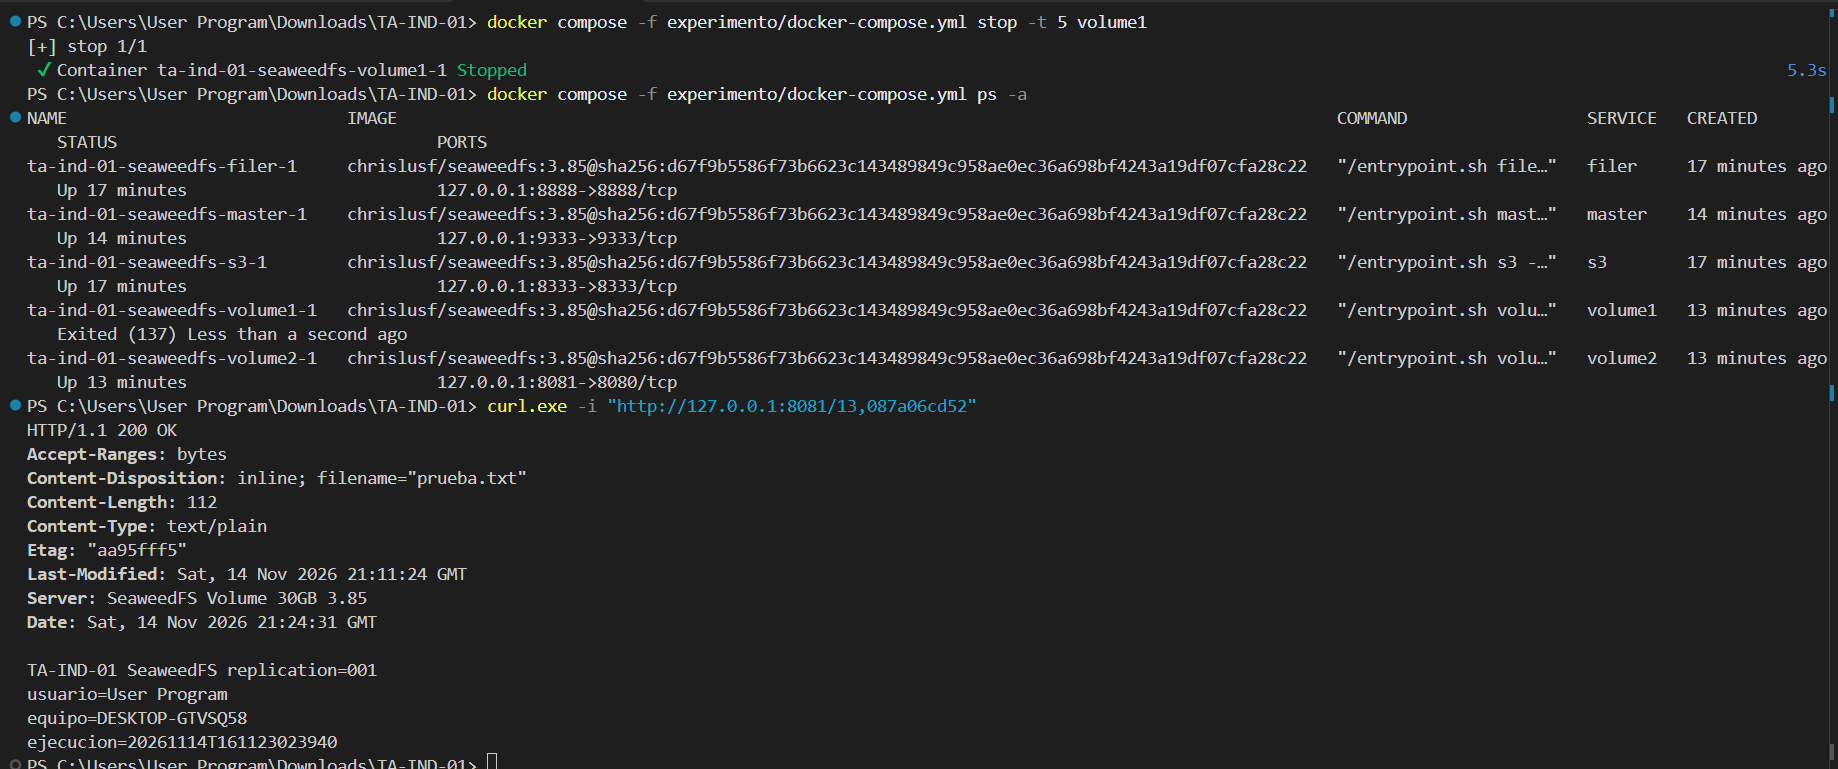 PS C:\Users\User Program\Downloads\TA-IND-01> docker compose -f experimento/docker-compose.yml stop -t 5 volume1
[+] stop 1/1
✓ Container ta-ind-01-seaweedfs-volume1-1 Stopped 5.3s
PS C:\Users\User Program\Downloads\TA-IND-01> docker compose -f experimento/docker-compose.yml ps -a
NAME IMAGE COMMAND SERVICE CREATED
STATUS PORTS
ta-ind-01-seaweedfs-filer-1 chrislusf/seaweedfs:3.85@sha256:d67f9b5586f73b6623c143489849c958ae0ec36a698bf4243a19df07cfa28c22 "/entrypoint.sh file…" filer 17 minutes ago
Up 17 minutes 127.0.0.1:8888->8888/tcp
ta-ind-01-seaweedfs-master-1 chrislusf/seaweedfs:3.85@sha256:d67f9b5586f73b6623c143489849c958ae0ec36a698bf4243a19df07cfa28c22 "/entrypoint.sh mast…" master 14 minutes ago
Up 14 minutes 127.0.0.1:9333->9333/tcp
ta-ind-01-seaweedfs-s3-1 chrislusf/seaweedfs:3.85@sha256:d67f9b5586f73b6623c143489849c958ae0ec36a698bf4243a19df07cfa28c22 "/entrypoint.sh s3 -…" s3 17 minutes ago
Up 17 minutes 127.0.0.1:8333->8333/tcp
ta-ind-01-seaweedfs-volume1-1 chrislusf/seaweedfs:3.85@sha256:d67f9b5586f73b6623c143489849c958ae0ec36a698bf4243a19df07cfa28c22 "/entrypoint.sh volu…" volume1 13 minutes ago
Exited (137) Less than a second ago
ta-ind-01-seaweedfs-volume2-1 chrislusf/seaweedfs:3.85@sha256:d67f9b5586f73b6623c143489849c958ae0ec36a698bf4243a19df07cfa28c22 "/entrypoint.sh volu…" volume2 13 minutes ago
Up 13 minutes 127.0.0.1:8081->8080/tcp
PS C:\Users\User Program\Downloads\TA-IND-01> curl.exe -i "http://127.0.0.1:8081/13,087a06cd52"
HTTP/1.1 200 OK
Accept-Ranges: bytes
Content-Disposition: inline; filename="prueba.txt"
Content-Length: 112
Content-Type: text/plain
Etag: "aa95fff5"
Last-Modified: Sat, 14 Nov 2026 21:11:24 GMT
Server: SeaweedFS Volume 30GB 3.85
Date: Sat, 14 Nov 2026 21:24:31 GMT
TA-IND-01 SeaweedFS replication=001
usuario=User Program
equipo=DESKTOP-GTVSQ58
ejecucion=20261114T161123023940
PS C:\Users\User Program\Downloads\TA-IND-01>